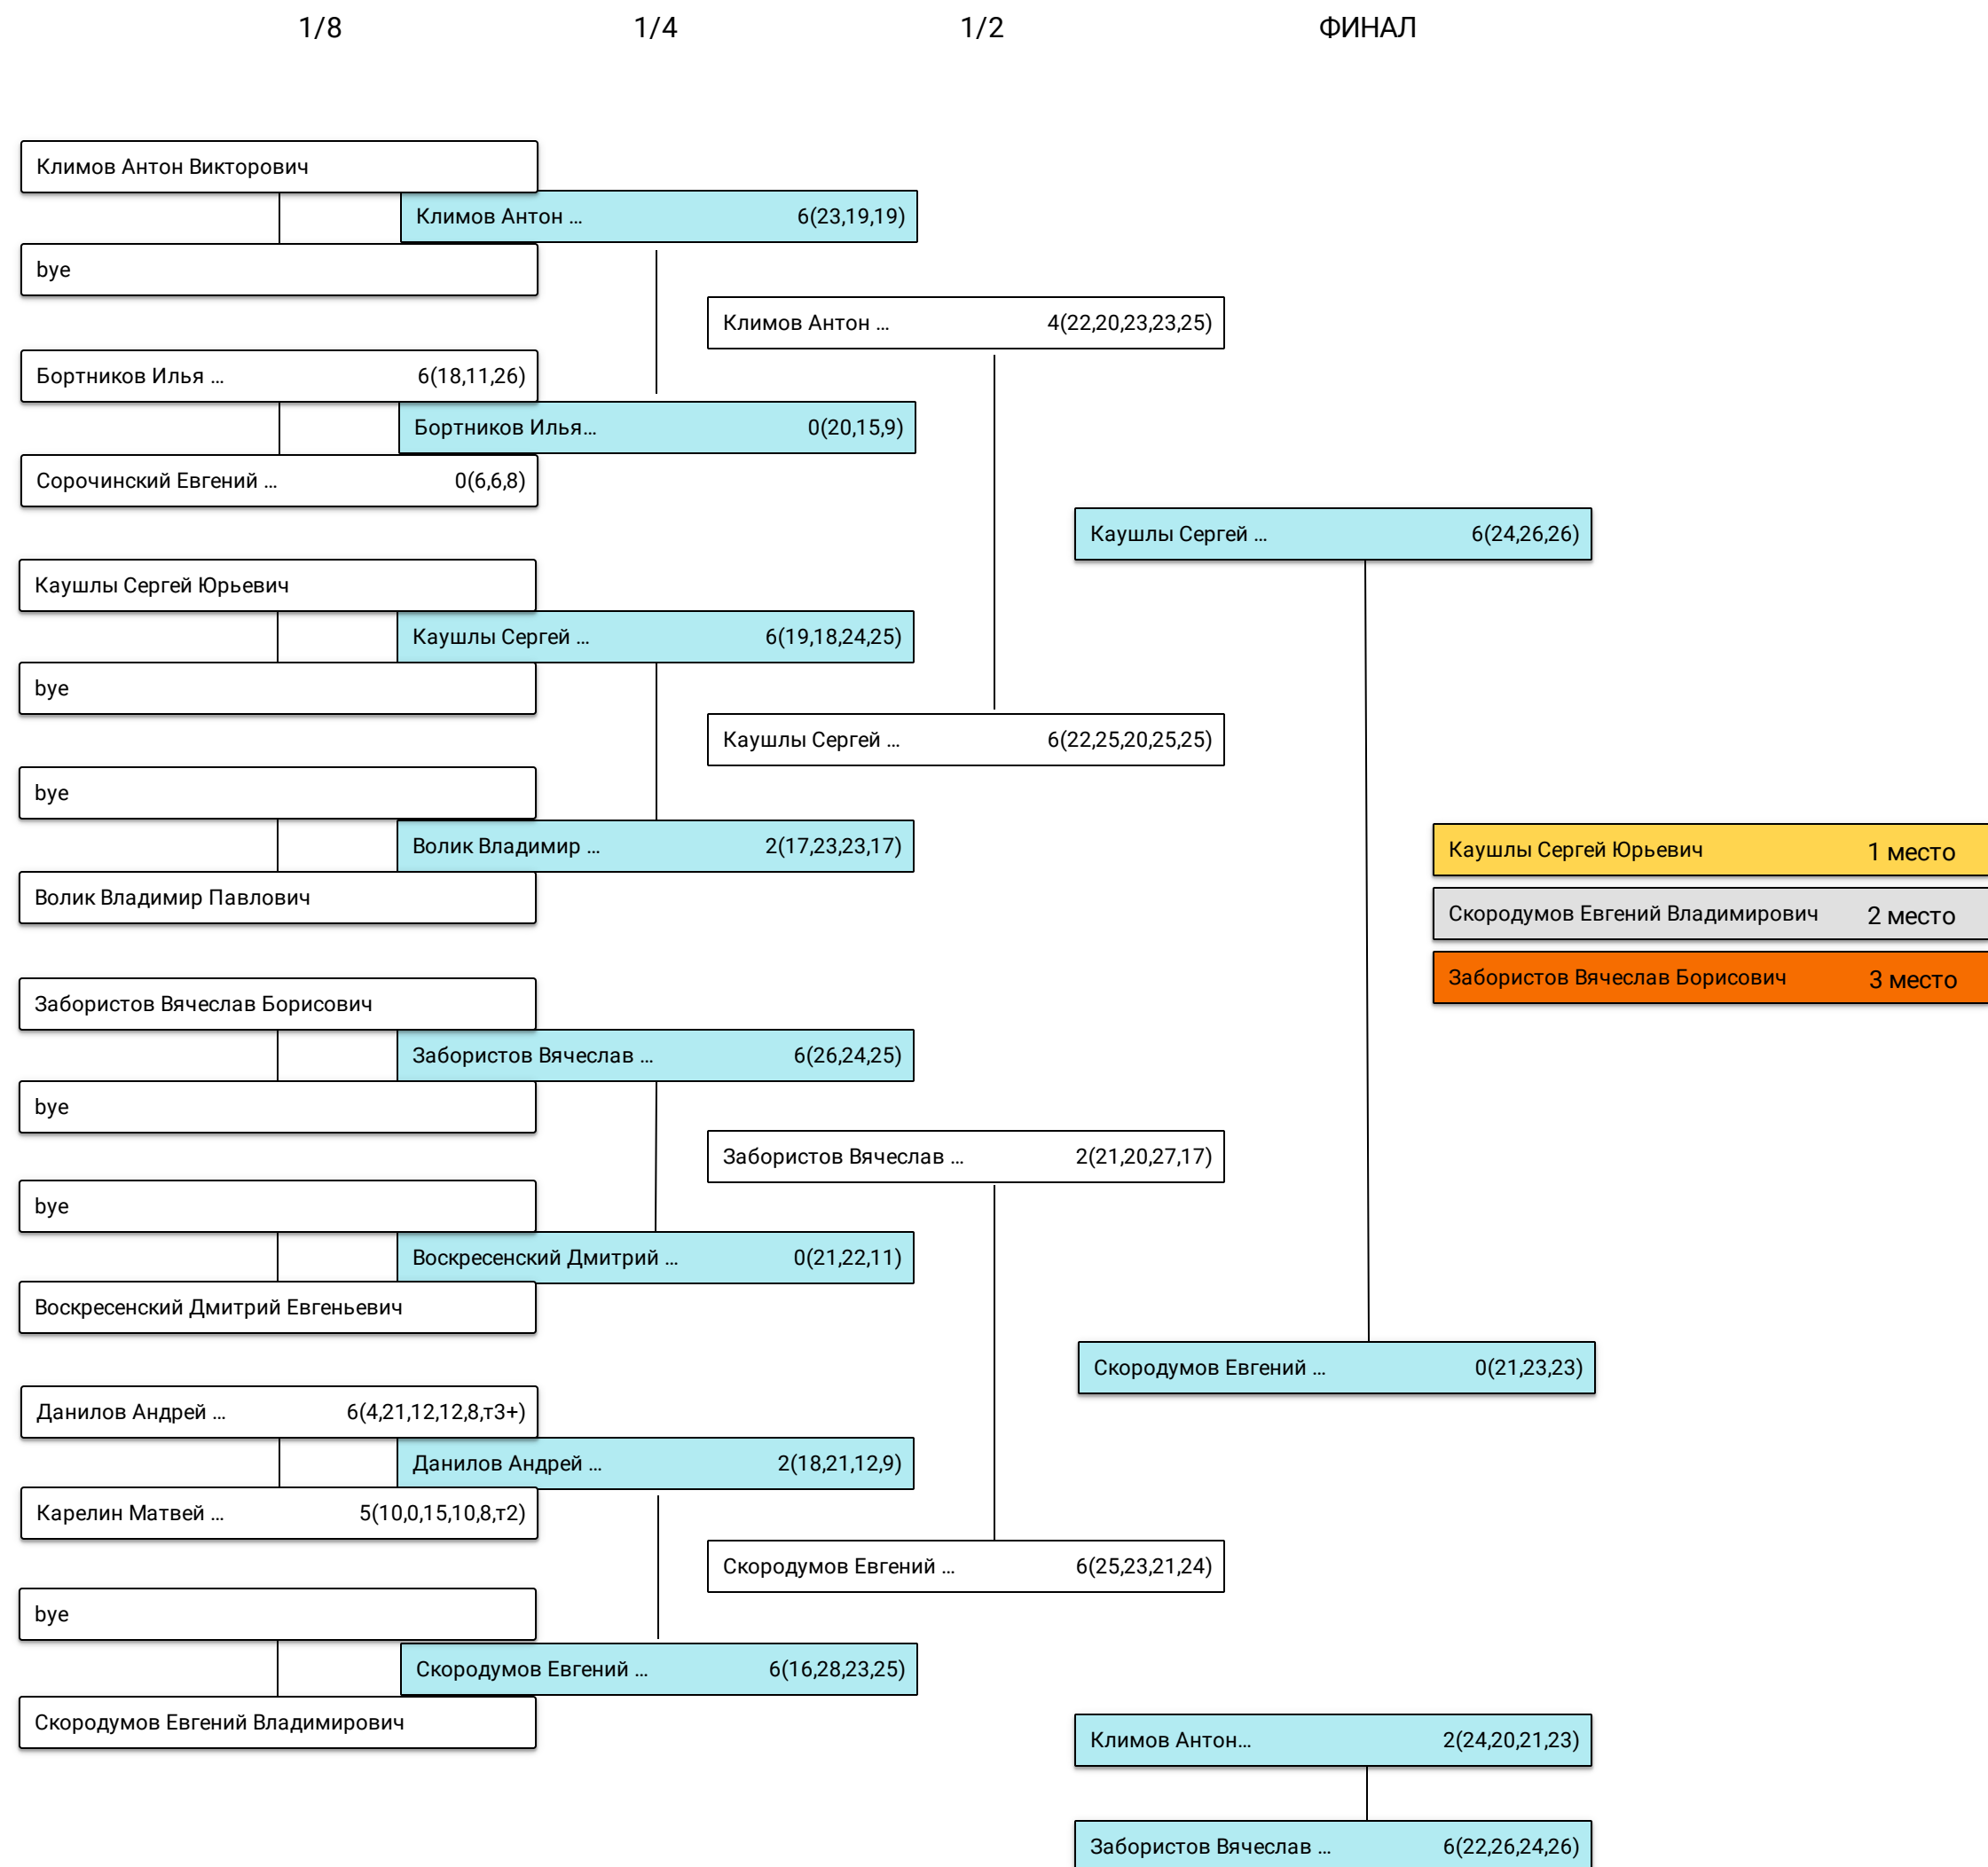 1/8 1/4 1/2 ФИНАЛ
Климов Антон Викторович
Климов Антон ... 6(23,19,19)
bye
Климов Антон ... 4(22,20,23,23,25)
Бортников Илья ... 6(18,11,26)
Бортников Илья... 0(20,15,9)
Сорочинский Евгений ... 0(6,6,8)
Каушлы Сергей ... 6(24,26,26)
Каушлы Сергей Юрьевич
Каушлы Сергей ... 6(19,18,24,25)
bye
Каушлы Сергей ... 6(22,25,20,25,25)
bye
Волик Владимир ... 2(17,23,23,17)
Каушлы Сергей Юрьевич 1 место
Волик Владимир Павлович
Скородумов Евгений Владимирович 2 место
Забористов Вячеслав Борисович 3 место
Забористов Вячеслав Борисович
Забористов Вячеслав ... 6(26,24,25)
bye
Забористов Вячеслав ... 2(21,20,27,17)
bye
Воскресенский Дмитрий ... 0(21,22,11)
Воскресенский Дмитрий Евгеньевич
Скородумов Евгений ... 0(21,23,23)
Данилов Андрей ... 6(4,21,12,12,8,т3+)
Данилов Андрей ... 2(18,21,12,9)
Карелин Матвей ... 5(10,0,15,10,8,т2)
Скородумов Евгений ... 6(25,23,21,24)
bye
Скородумов Евгений ... 6(16,28,23,25)
Скородумов Евгений Владимирович
Климов Антон... 2(24,20,21,23)
Забористов Вячеслав ... 6(22,26,24,26)